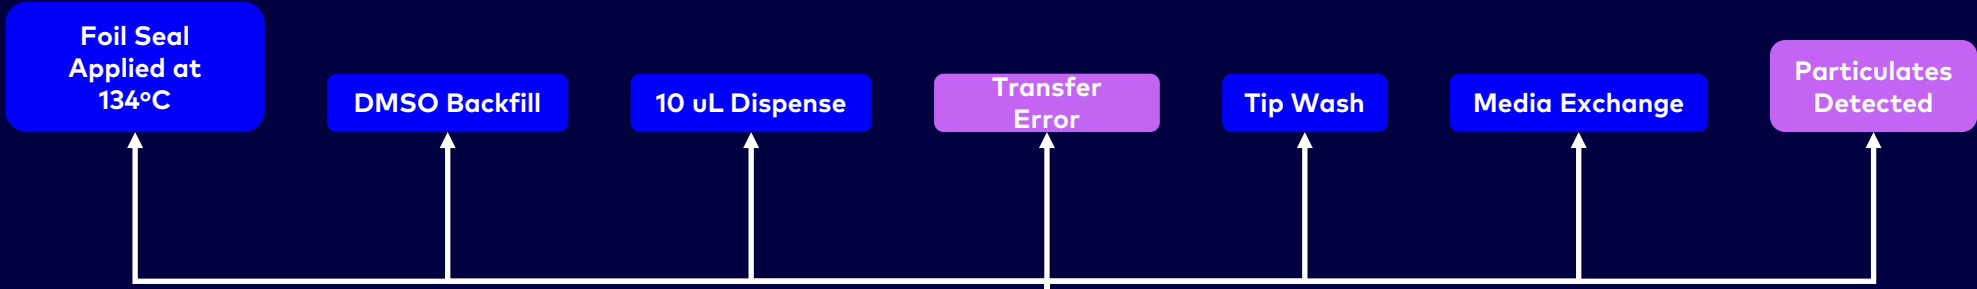 Foil Seal
Applied at
134°C
DMSO Backfill
10 uL Dispense
Transfer
Error
Tip Wash
Media Exchange
Particulates
Detected